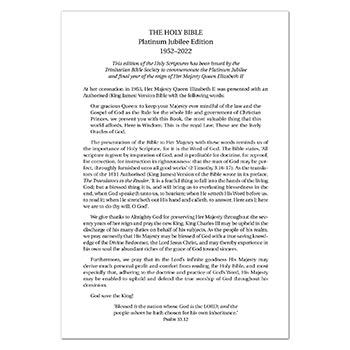 THE HOLY BIBLE
Platinum Jubilee Edition
1952–2022
This edition of the Holy Scriptures has been issued by the
Trinitarian Bible Society to commemorate the Platinum Jubilee
and final year of the reign of Her Majesty Queen Elizabeth II
At her coronation in 1953, Her Majesty Queen Elizabeth II was presented with an
Authorised (King James) Version Bible with the following words:
Our gracious Queen: to keep your Majesty ever mindful of the law and the
Gospel of God as the Rule for the whole life and government of Christian
Princes, we present you with this Book, the most valuable thing that this
world affords. Here is Wisdom; This is the royal Law; These are the lively
Oracles of God.
The presentation of the Bible to Her Majesty with these words reminds us of
the importance of Holy Scripture, for it is the Word of God. The Bible states, 'All
scripture is given by inspiration of God, and is profitable for doctrine, for reproof,
for correction, for instruction in righteousness: that the man of God may be per-
fect, throughly furnished unto all good works' (2 Timothy 3.16–17). As the transla-
tors of the 1611 Authorised (King James) Version of the Bible wrote in its preface,
The Translators to the Reader, 'It is a fearful thing to fall into the hands of the living
God; but a blessed thing it is, and will bring us to everlasting blessedness in the
end, when God speaketh unto us, to hearken; when he setteth his Word before us,
to read it; when he stretcheth out his hand and calleth, to answer, Here am I; here
we are to do thy will, O God'.
We give thanks to Almighty God for preserving Her Majesty throughout the sev-
enty years of her reign and pray the new King, King Charles III may be upheld in the
discharge of his many duties on behalf of his subjects. As the people of his realm,
we pray earnestly that His Majesty may be blessed of God with a true saving knowl-
edge of the Divine Redeemer, the Lord Jesus Christ, and may thereby experience in
his own soul the abundant riches of the grace of God toward sinners.
Furthermore, we pray that in the Lord's infinite goodness His Majesty may
derive much personal profit and comfort from reading the Holy Bible, and most
especially that, adhering to the doctrine and practice of God's Word, His Majesty
may be enabled to uphold and defend the true worship of God throughout his
dominions.
God save the King!
'Blessed is the nation whose God is the LORD; and the
people whom he hath chosen for his own inheritance.'
Psalm 33.12